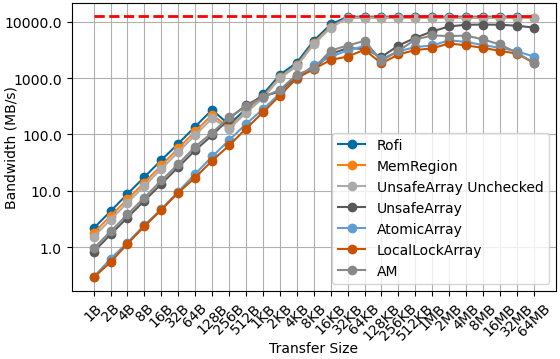 Bandwidth (MB/s)
10000.0
1000.0
100.0
10.0
1.0
Rofi
MemRegion
UnsafeArray Unchecked
UnsafeArray
AtomicArray
LocalLockArray
AM
1B 2B 4B 8B 16B 32B 64B 128B 256B 512B 1KB 2KB 4KB 8KB 16KB 32KB 64KB 128KB 256KB 512KB 1MB 2MB 4MB 8MB 16MB 32MB 64MB
Transfer Size